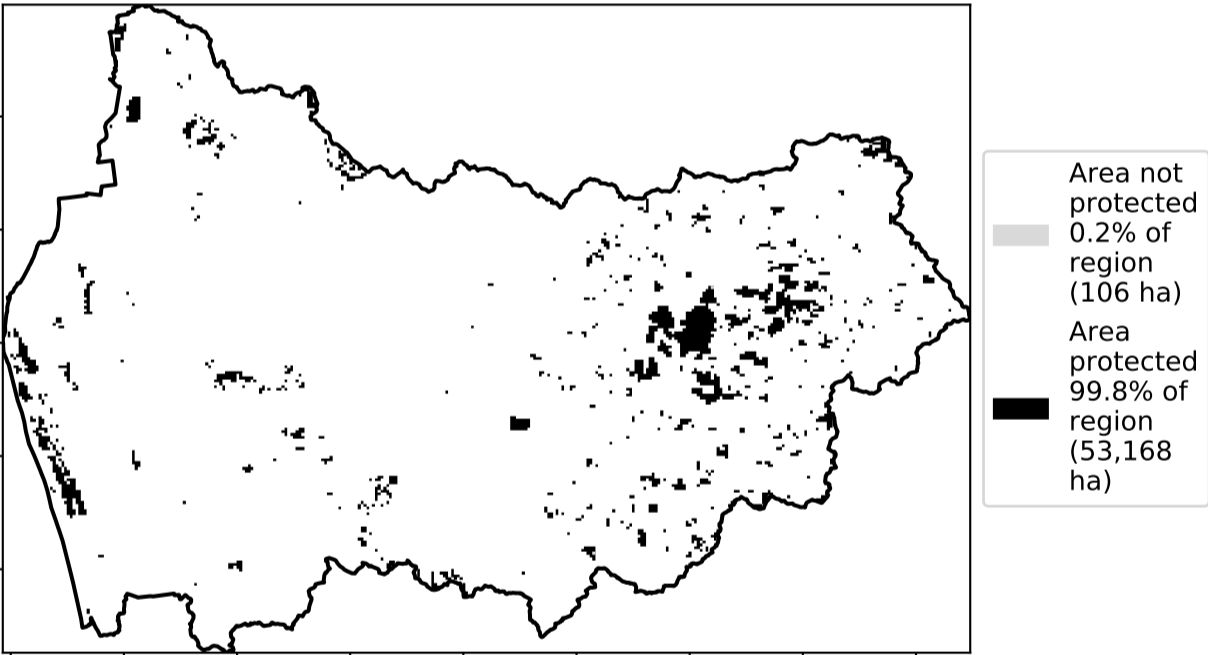 Area not
protected
0.2% of
region
(106 ha)
Area
protected
99.8% of
region
(53,168
ha)